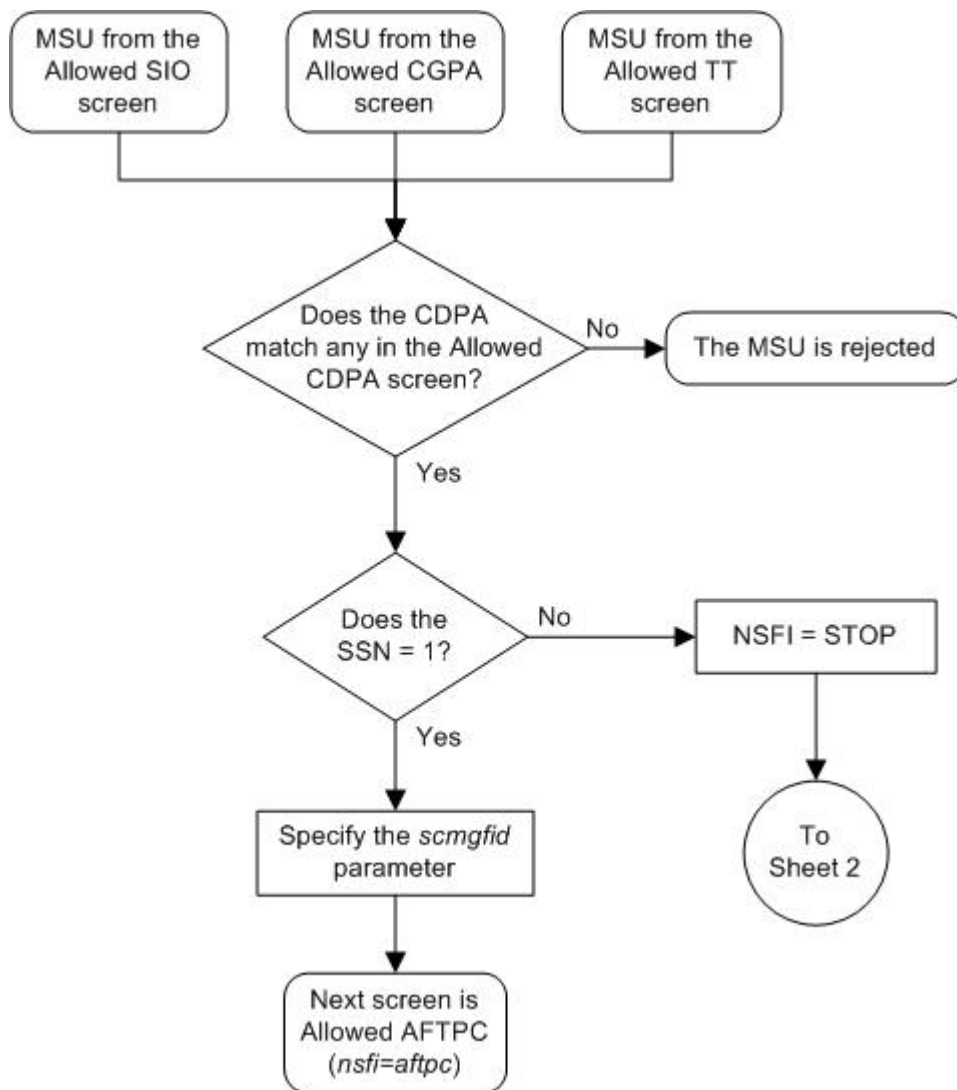 MSU from the
Allowed SIO
screen
MSU from the
Allowed CGPA
screen
MSU from the
Allowed TT
screen
Does the CDPA
match any in the Allowed
CDPA screen?
No
The MSU is rejected
Yes
Does the
SSN = 1?
No
NSFI = STOP
Yes
To
Sheet 2
Specify the scmgfid
parameter
Next screen is
Allowed AFTPC
(nsfi=aftpc)